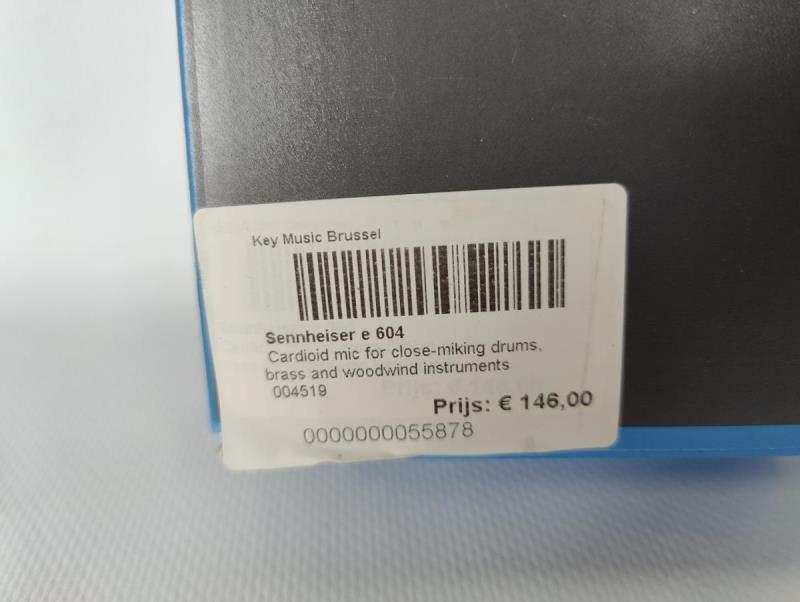 Key Music Brussel
Sennheiser e 604
Cardioid mic for close-miking drums,
brass and woodwind instruments
004519
Prijs: € 146,00
0000000055878